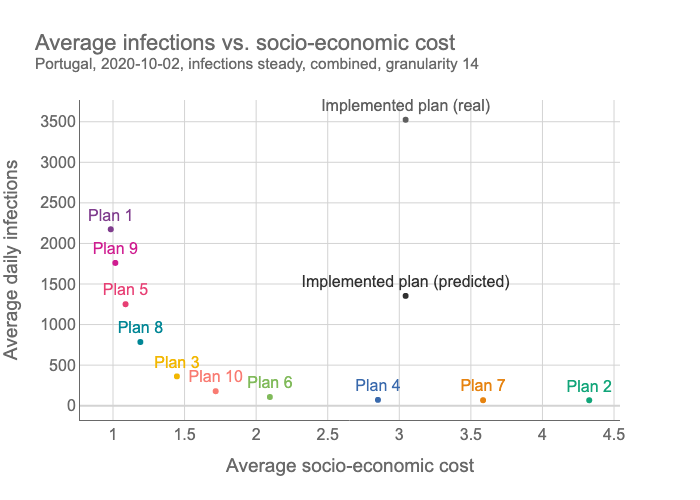 Average infections vs. socio-economic cost
Portugal, 2020-10-02, infections steady, combined, granularity 14
Implemented plan (real)
3500
3000
2500
Plan 1
2000
Plan 9
Implemented plan (predicted)
1500
Plan 5
Plan 8
1000
Plan 3
500
Plan 10
Plan 6
Plan 4
Plan 7
Plan 2
0
1
1.5
2
2.5
3
3.5
4
4.5
Average daily infections
Average socio-economic cost